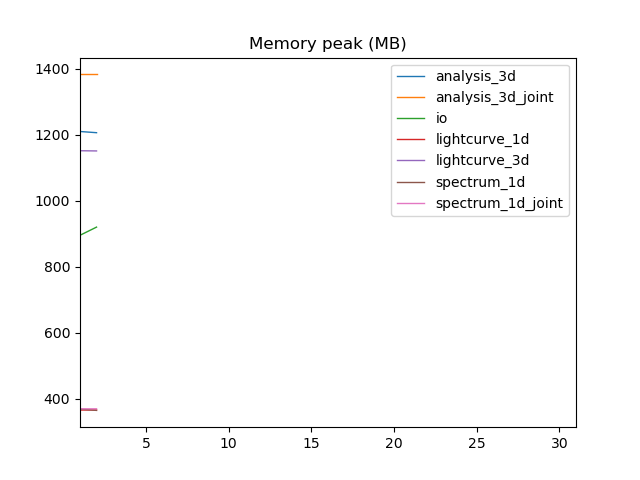 Memory peak (MB)
1400
1200
1000
800
600
400
analysis_3d
analysis_3d_joint
io
lightcurve_1d
lightcurve_3d
spectrum_1d
spectrum_1d_joint
5 10 15 20 25 30